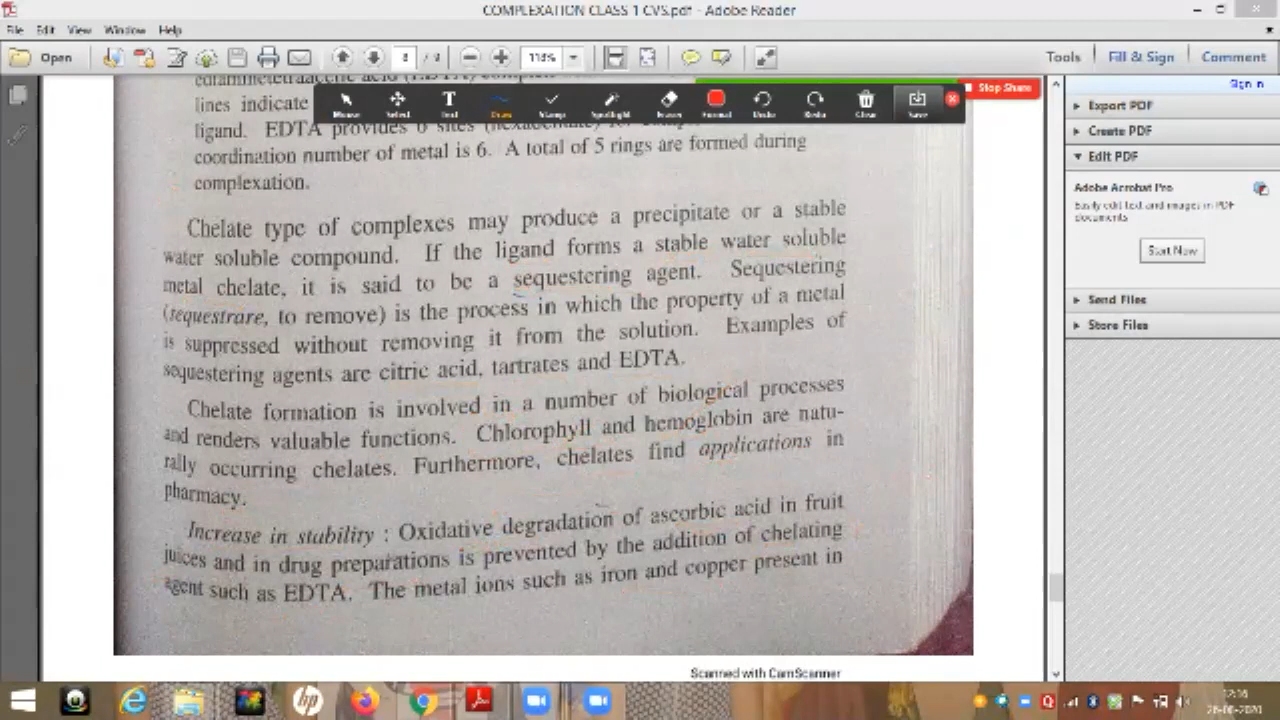 COMPLEXATION CLASS 1 CVS.pdf - Adobe Reader
File Edit View Window Help
Open 8 / 9 118% Tools Fill & Sign Comment
Stop Share
Mouse Select Text Draw Stamp Spotlight Eraser Format Undo Redo Clear Save
lines indicate
ligand. EDTA provides 6 sites (hexadentate)
coordination number of metal is 6. A total of 5 rings are formed during
complexation.
Chelate type of complexes may produce a precipitate or a stable
water soluble compound. If the ligand forms a stable water soluble
metal chelate, it is said to be a sequestering agent. Sequestering
(sequestrare, to remove) is the process in which the property of a metal
is suppressed without removing it from the solution. Examples of
sequestering agents are citric acid, tartrates and EDTA.
Chelate formation is involved in a number of biological processes
and renders valuable functions. Chlorophyll and hemoglobin are natu-
rally occurring chelates. Furthermore, chelates find applications in
pharmacy.
Increase in stability : Oxidative degradation of ascorbic acid in fruit
juices and in drug preparations is prevented by the addition of chelating
agent such as EDTA. The metal ions such as iron and copper present in
Scanned with CamScanner
Sign In
Export PDF
Create PDF
Edit PDF
Adobe Acrobat Pro
Easily edit text and images in PDF
documents
Start Now
Send Files
Store Files